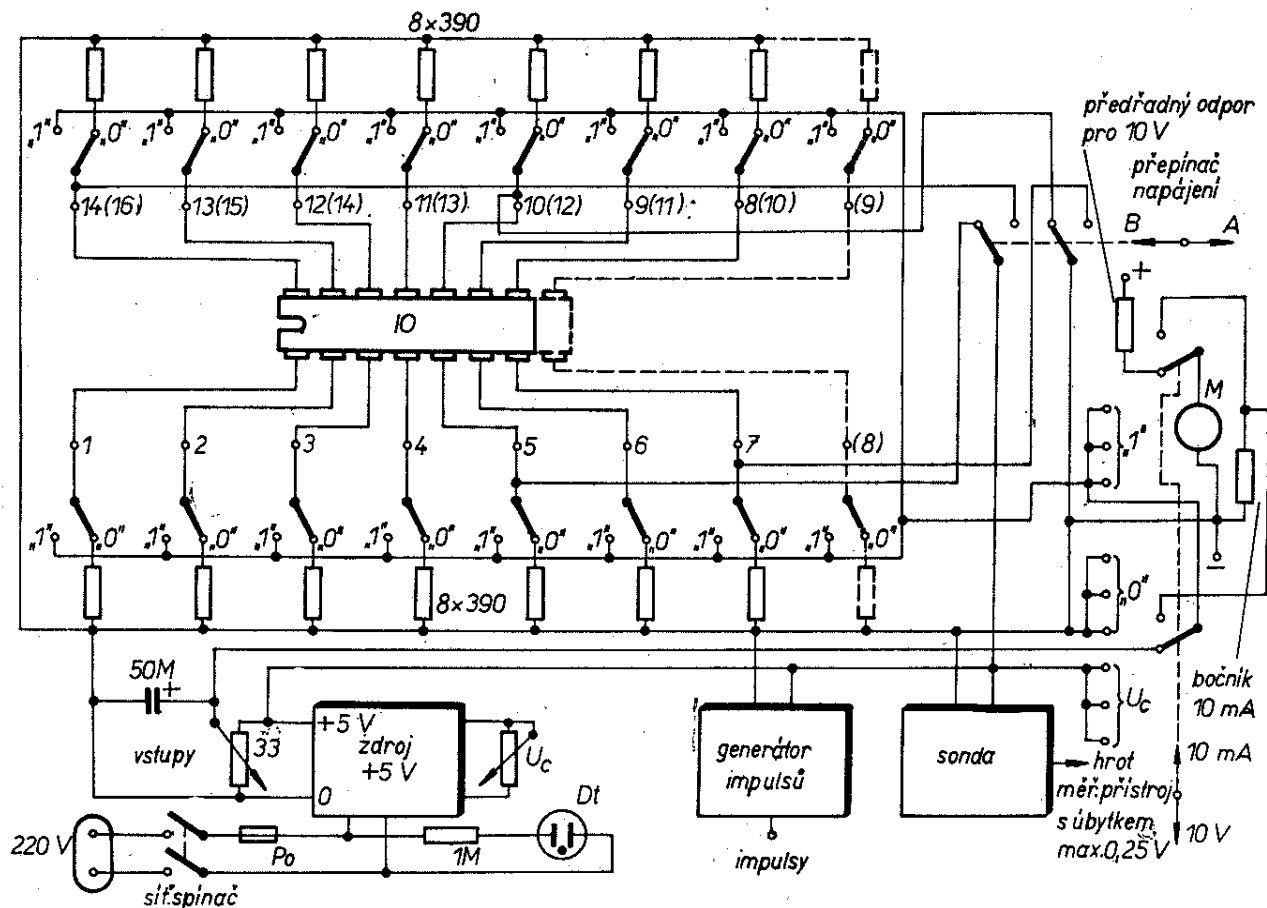 8×390
„1" „0" „1" „0" „1" „0" „1" „0" „1" „0" „1" „0" „1" „0" „1" „0"
předřadný odpor
pro 10 V
přepínač
napájení
14(16) 13(15) 12(14) 11(13) 10(12) 9(11) 8(10) (9)
B A
+
IO
M
1 2 3 4 5 6 7 (8)
„1"
„1" „0" „1" „0" „1" „0" „1" „0" „1" „0" „1" „0" „1" „0" „1" „0"
–
8×390
„0"
50M
+
vstupy
33
+5 V
zdroj
+5 V
0
Uc
generátor
impulsů
impulsy
sonda
Uc
bočník
10 mA
10 mA
hrot
měř. přístroj
s úbytkem
max. 0,25 V
10 V
220 V
Po
1M
Dt
síť. spínač